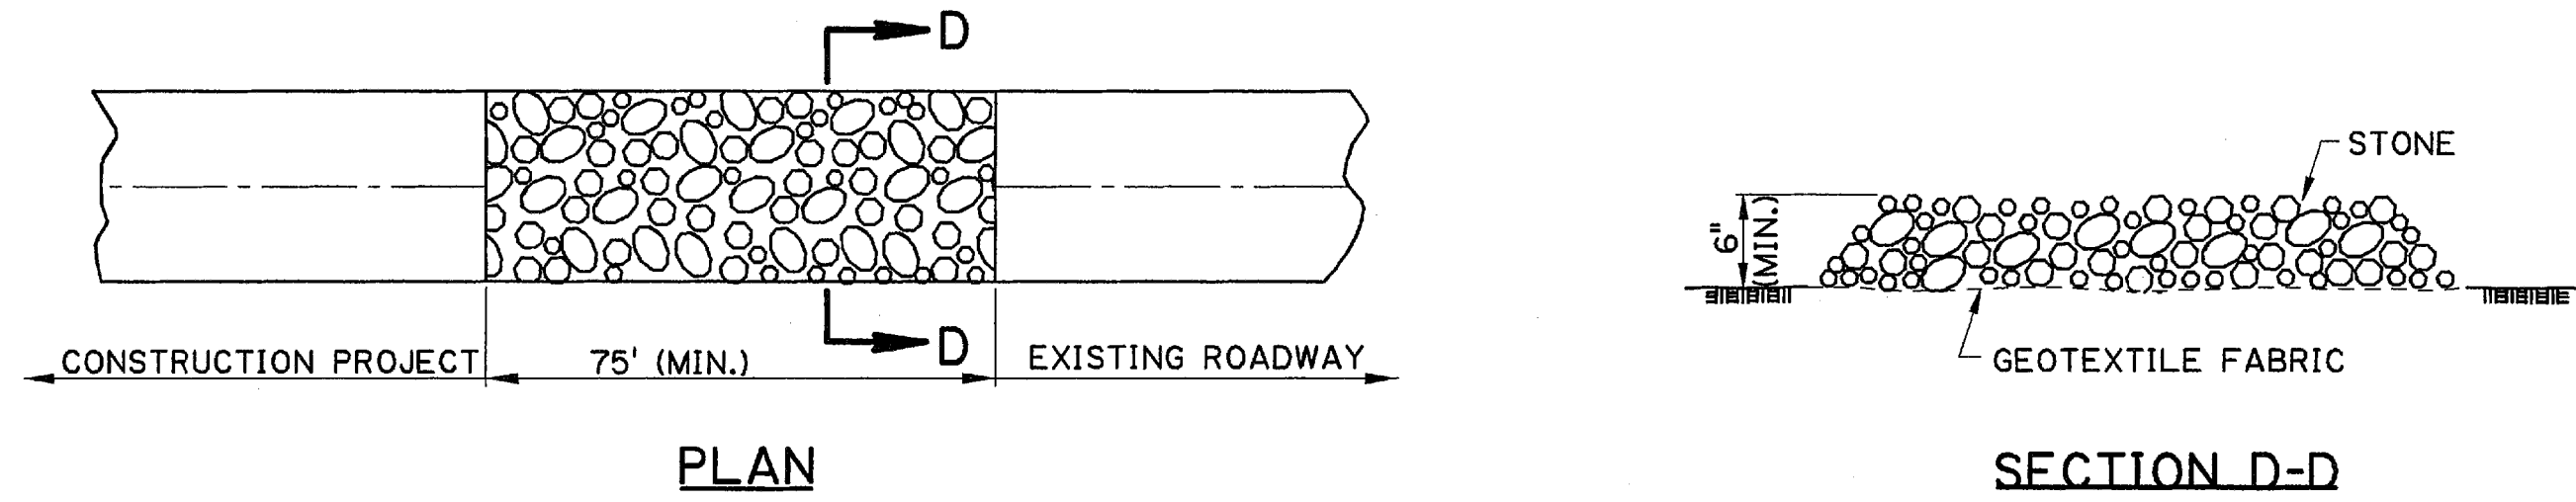 D
D
CONSTRUCTION PROJECT
75' (MIN.)
EXISTING ROADWAY
PLAN
STONE
6"
(MIN.)
GEOTEXTILE FABRIC
SECTION D-D